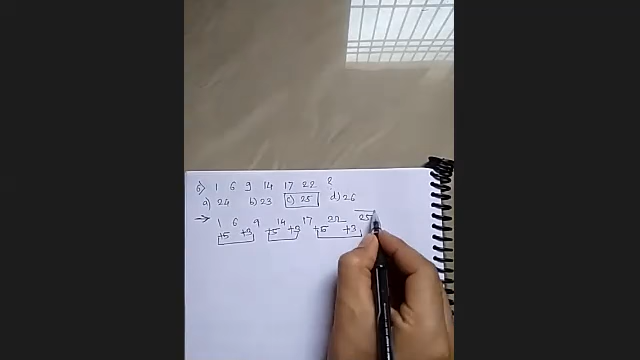 6) 1 6 9 14 17 22 ?
a) 24 b) 23 c) 25 d) 26
→ 1 6 9 14 17 22 25
+5 +3 +5 +3 +5 +3